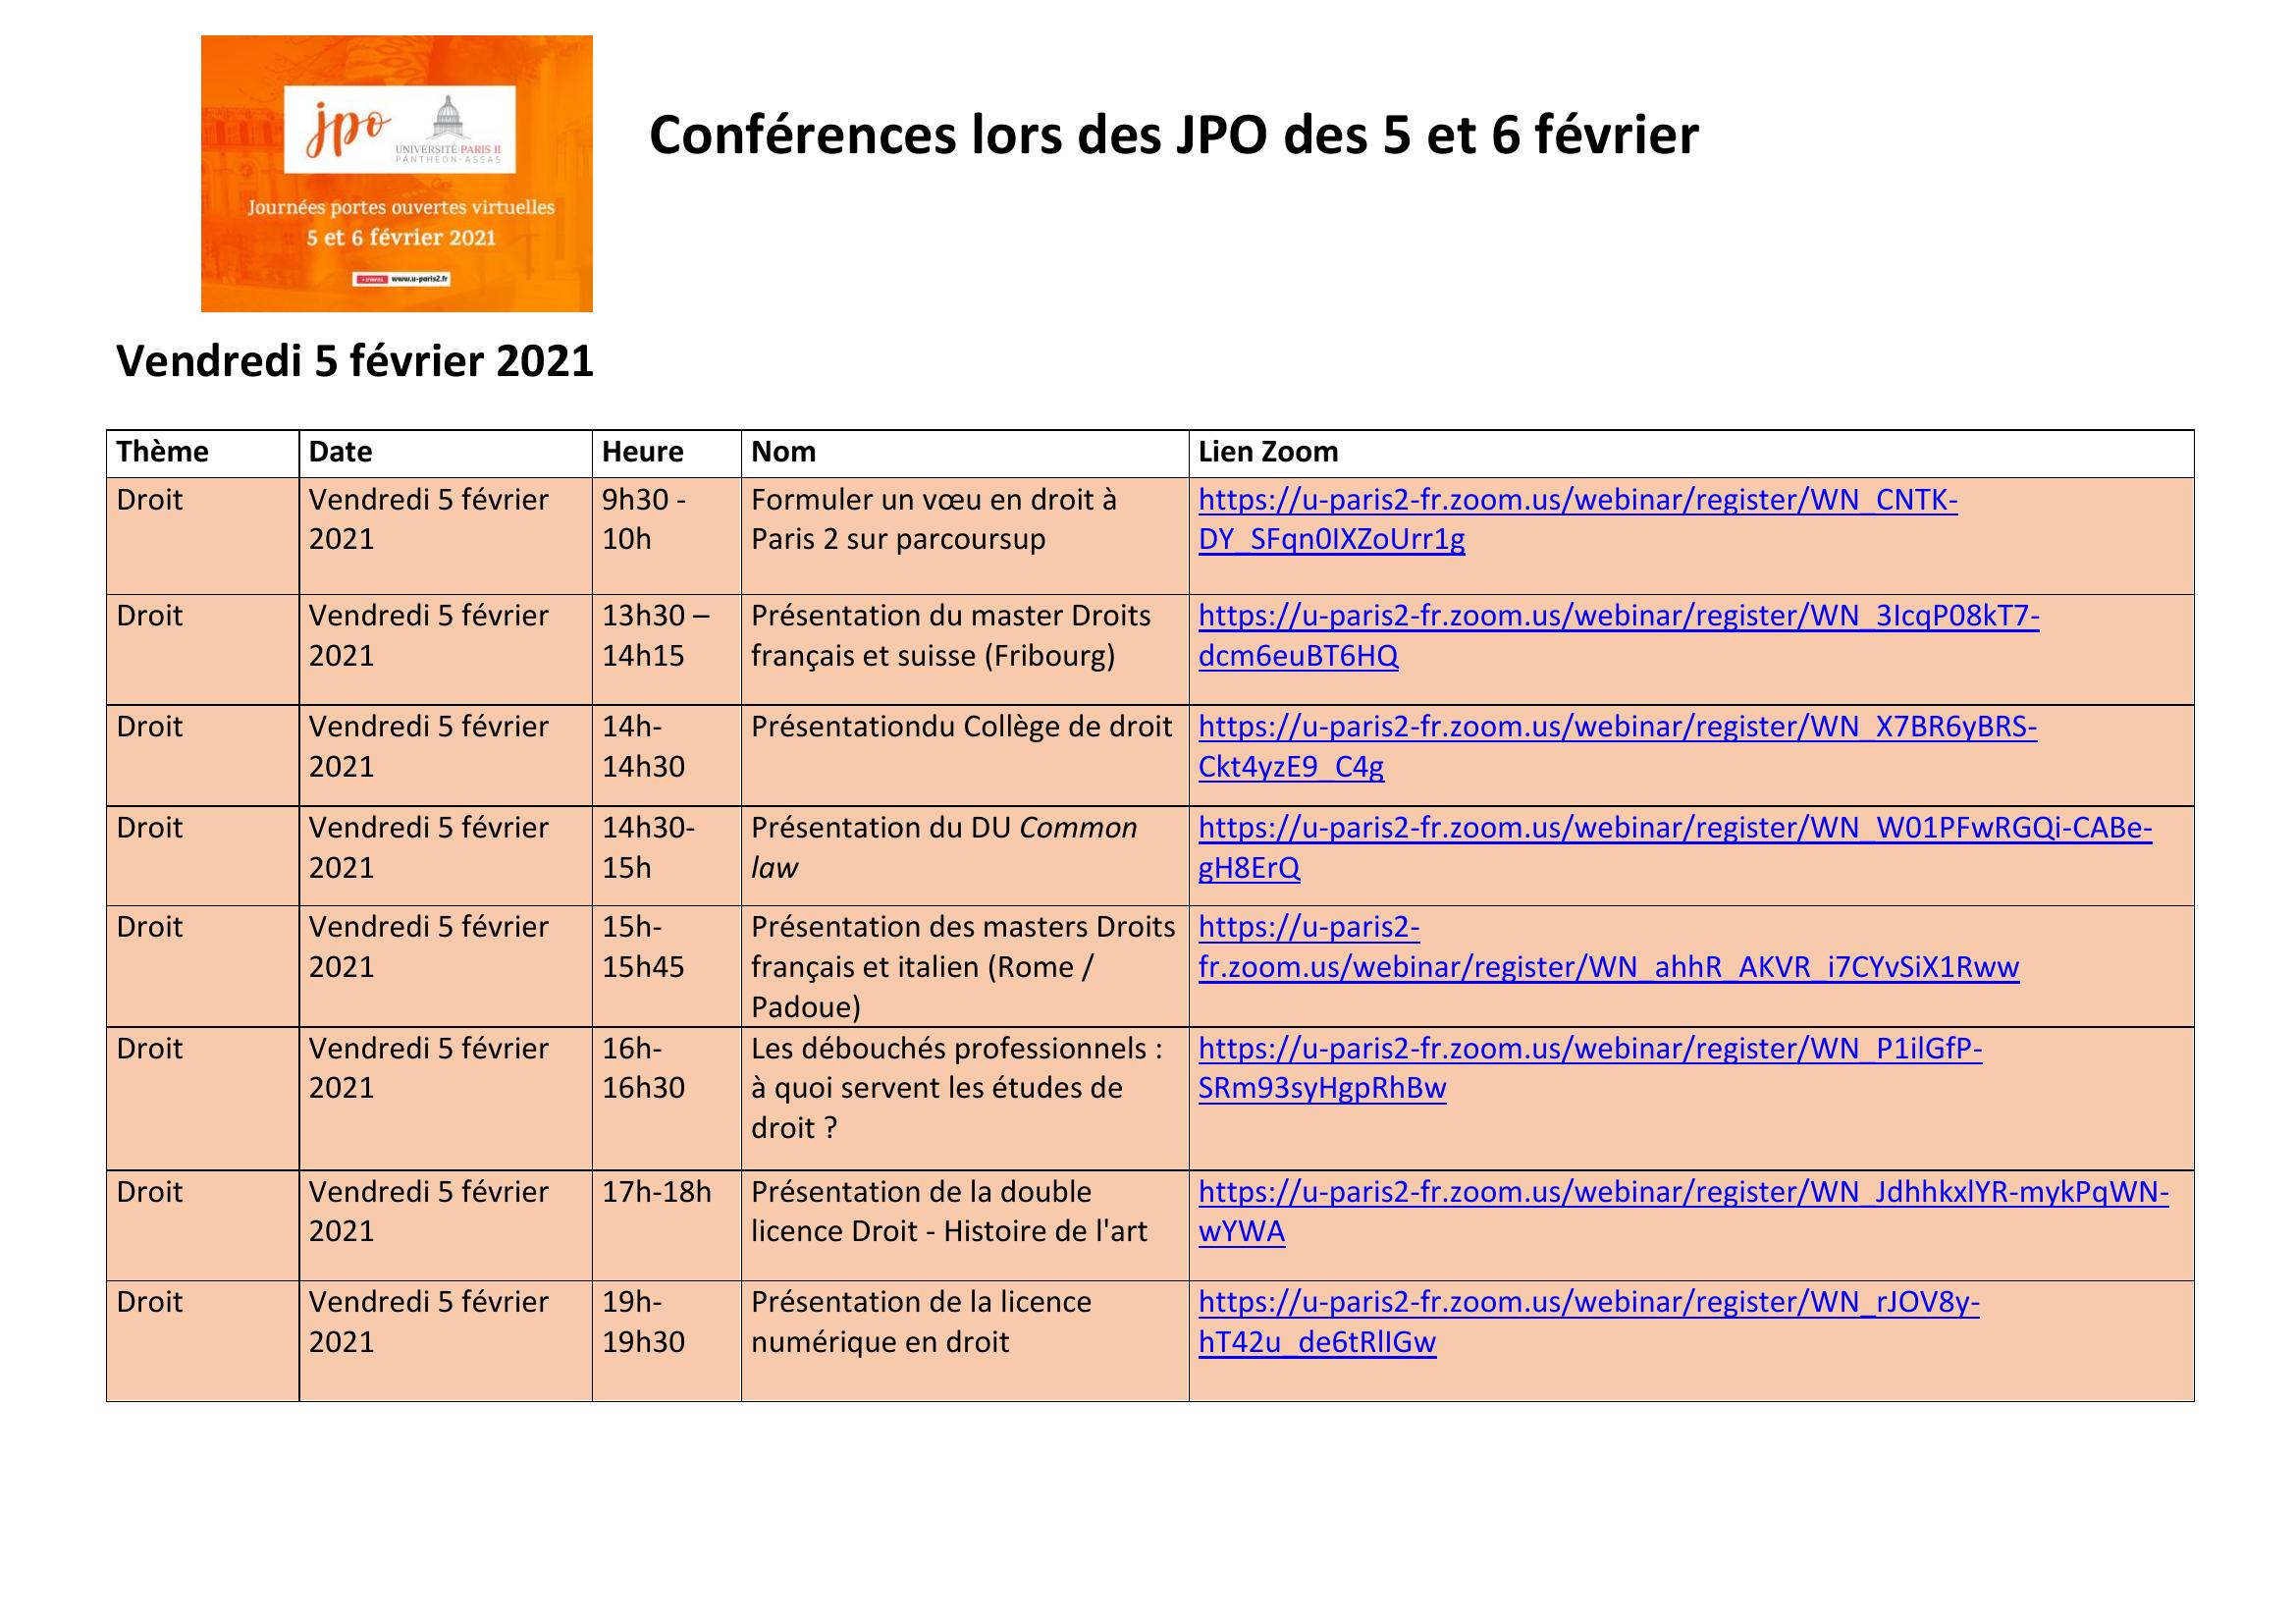 jpo
UNIVERSITÉ PARIS II
PANTHÉON-ASSAS
Journées portes ouvertes virtuelles
5 et 6 février 2021
www.u-paris2.fr
Conférences lors des JPO des 5 et 6 février
Vendredi 5 février 2021
Thème Date Heure Nom Lien Zoom
Droit Vendredi 5 février 9h30 - Formuler un vœu en droit à https://u-paris2-fr.zoom.us/webinar/register/WN_CNTK-
2021 10h Paris 2 sur parcoursup DY_SFqn0IXZoUrr1g
Droit Vendredi 5 février 13h30 – Présentation du master Droits https://u-paris2-fr.zoom.us/webinar/register/WN_3IcqP08kT7-
2021 14h15 français et suisse (Fribourg) dcm6euBT6HQ
Droit Vendredi 5 février 14h- Présentationdu Collège de droit https://u-paris2-fr.zoom.us/webinar/register/WN_X7BR6yBRS-
2021 14h30 Ckt4yzE9_C4g
Droit Vendredi 5 février 14h30- Présentation du DU Common https://u-paris2-fr.zoom.us/webinar/register/WN_W01PFwRGQi-CABe-
2021 15h law gH8ErQ
Droit Vendredi 5 février 15h- Présentation des masters Droits https://u-paris2-
2021 15h45 français et italien (Rome / fr.zoom.us/webinar/register/WN_ahhR_AKVR_i7CYvSiX1Rww
Padoue)
Droit Vendredi 5 février 16h- Les débouchés professionnels : https://u-paris2-fr.zoom.us/webinar/register/WN_P1ilGfP-
2021 16h30 à quoi servent les études de SRm93syHgpRhBw
droit ?
Droit Vendredi 5 février 17h-18h Présentation de la double https://u-paris2-fr.zoom.us/webinar/register/WN_JdhhkxlYR-mykPqWN-
2021 licence Droit - Histoire de l'art wYWA
Droit Vendredi 5 février 19h- Présentation de la licence https://u-paris2-fr.zoom.us/webinar/register/WN_rJOV8y-
2021 19h30 numérique en droit hT42u_de6tRlIGw